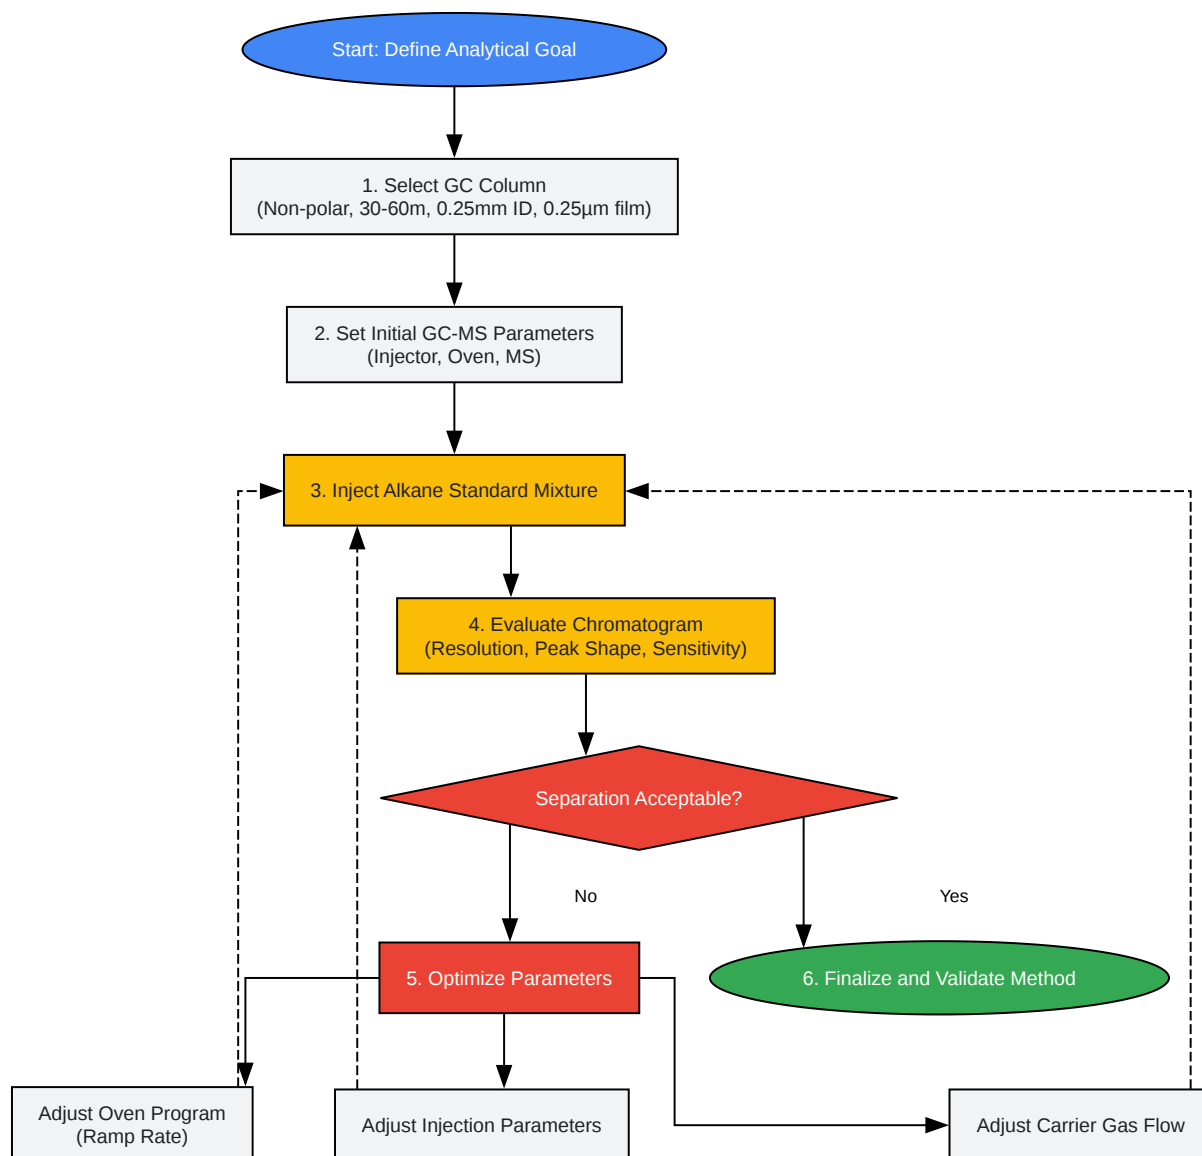 Start: Define Analytical Goal
1. Select GC Column
(Non-polar, 30-60m, 0.25mm ID, 0.25µm film)
2. Set Initial GC-MS Parameters
(Injector, Oven, MS)
3. Inject Alkane Standard Mixture
4. Evaluate Chromatogram
(Resolution, Peak Shape, Sensitivity)
Separation Acceptable?
No
Yes
5. Optimize Parameters
6. Finalize and Validate Method
Adjust Oven Program
(Ramp Rate)
Adjust Injection Parameters
Adjust Carrier Gas Flow